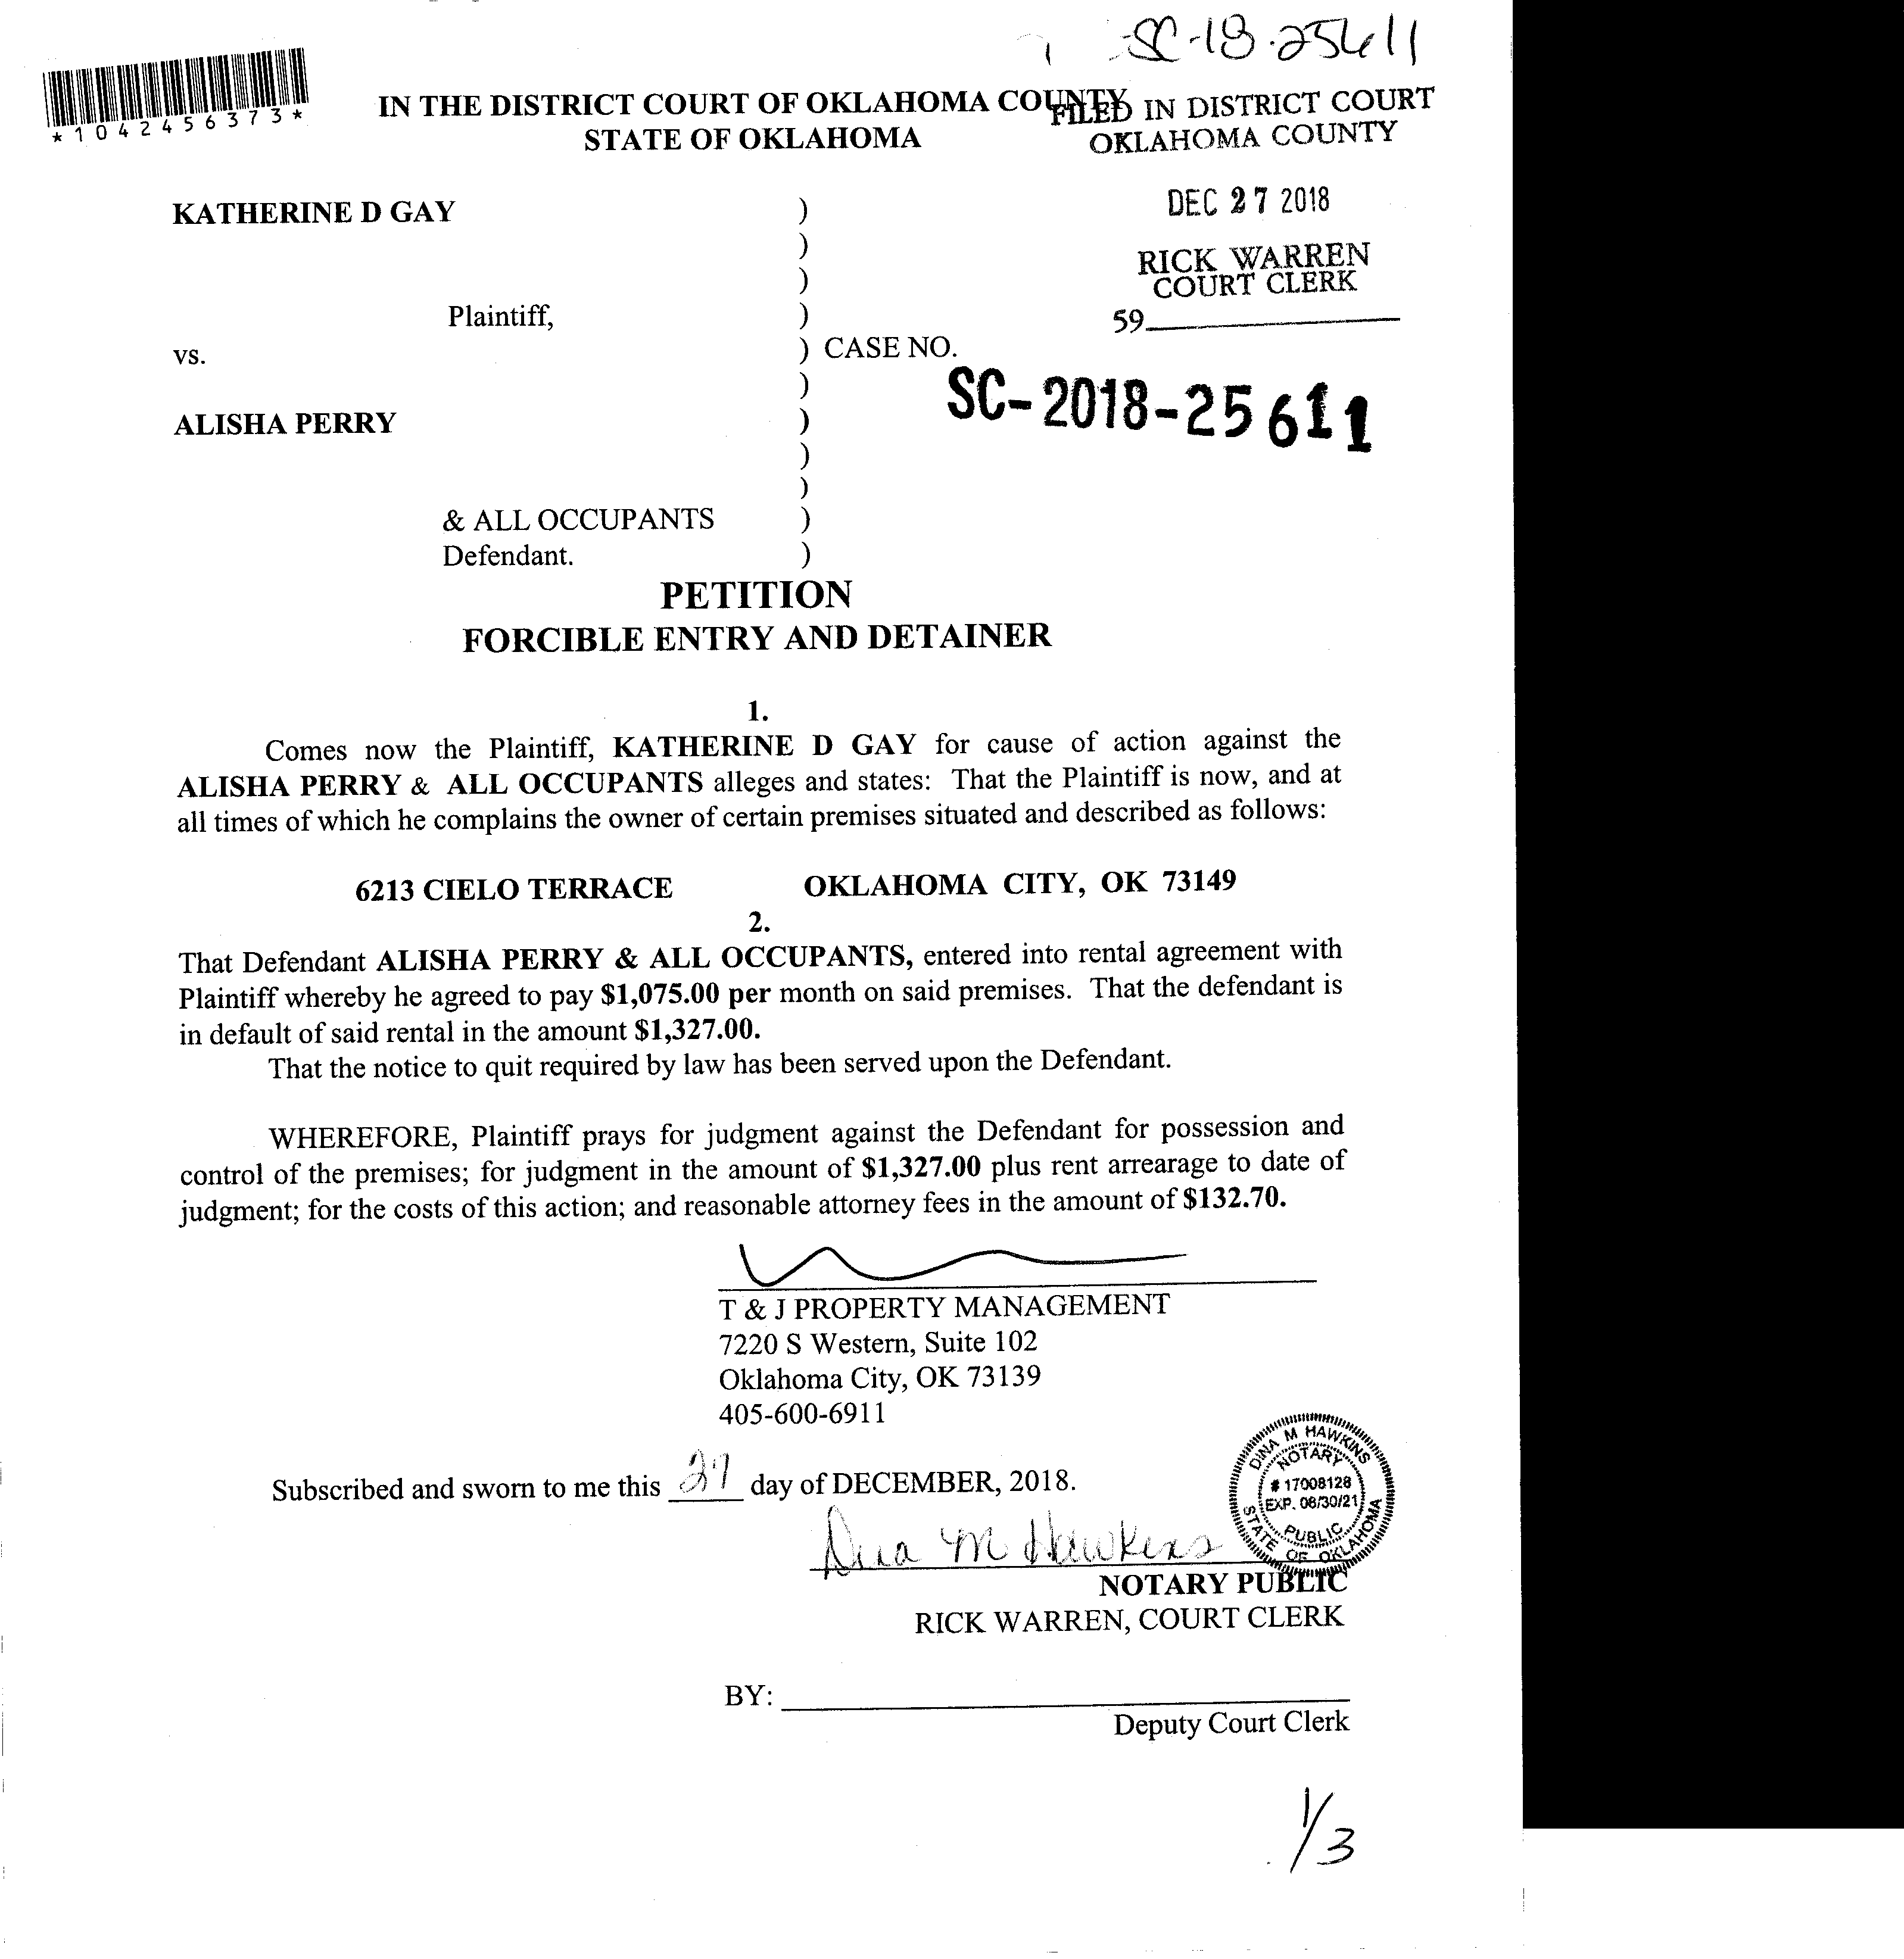 SC-18-25611
*1042456373*
IN THE DISTRICT COURT OF OKLAHOMA COUNTY
STATE OF OKLAHOMA
FILED IN DISTRICT COURT
OKLAHOMA COUNTY
DEC 27 2018
RICK WARREN
COURT CLERK
59
KATHERINE D GAY )
)
)
Plaintiff, )
vs. ) CASE NO.
SC-2018-25611
)
ALISHA PERRY )
)
)
& ALL OCCUPANTS )
Defendant. )
PETITION
FORCIBLE ENTRY AND DETAINER
1.
Comes now the Plaintiff, KATHERINE D GAY for cause of action against the
ALISHA PERRY & ALL OCCUPANTS alleges and states: That the Plaintiff is now, and at
all times of which he complains the owner of certain premises situated and described as follows:
6213 CIELO TERRACE OKLAHOMA CITY, OK 73149
2.
That Defendant ALISHA PERRY & ALL OCCUPANTS, entered into rental agreement with
Plaintiff whereby he agreed to pay $1,075.00 per month on said premises. That the defendant is
in default of said rental in the amount $1,327.00.
That the notice to quit required by law has been served upon the Defendant.
WHEREFORE, Plaintiff prays for judgment against the Defendant for possession and
control of the premises; for judgment in the amount of $1,327.00 plus rent arrearage to date of
judgment; for the costs of this action; and reasonable attorney fees in the amount of $132.70.
T & J PROPERTY MANAGEMENT
7220 S Western, Suite 102
Oklahoma City, OK 73139
405-600-6911
Subscribed and sworn to me this 27 day of DECEMBER, 2018.
Dina M Hawkins
DINA M HAWKINS
NOTARY
# 17008128
EXP. 08/30/21
PUBLIC
STATE OF OKLAHOMA
NOTARY PUBLIC
RICK WARREN, COURT CLERK
BY:
Deputy Court Clerk
1/3